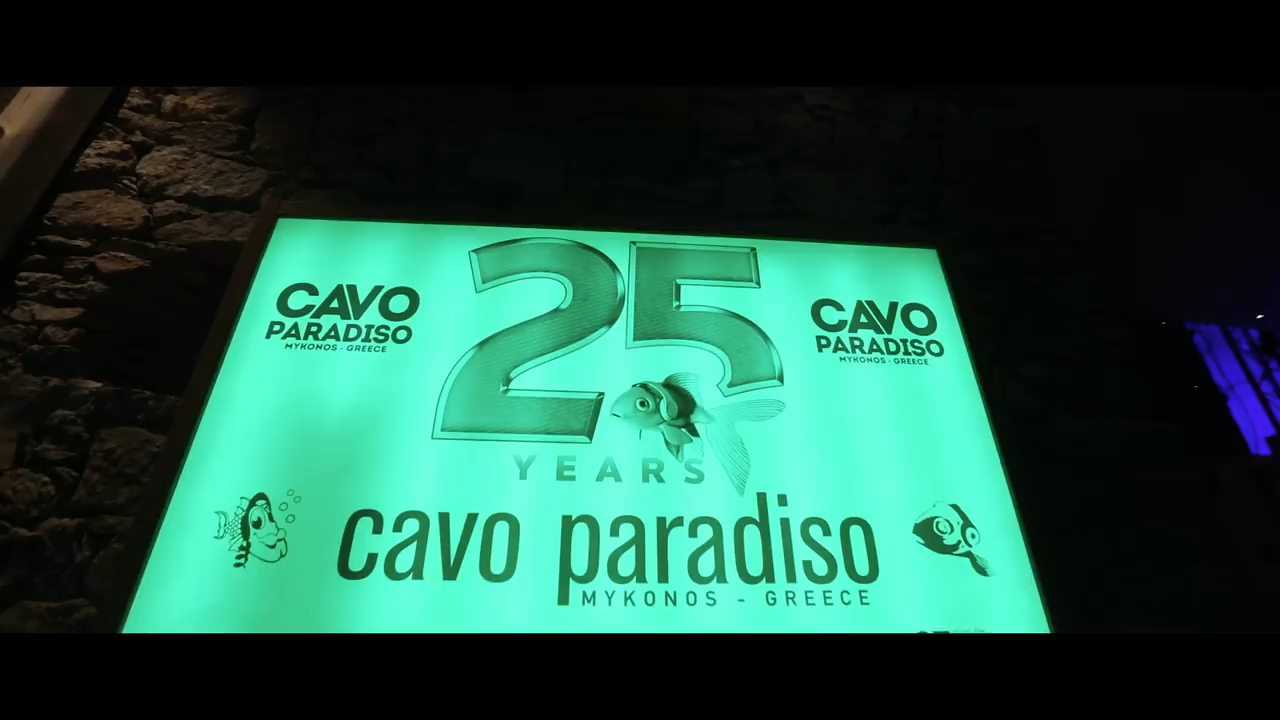 25
CAVO
PARADISO
MYKONOS - GREECE
CAVO
PARADISO
MYKONOS - GREECE
YEARS
cavo paradiso
MYKONOS - GREECE